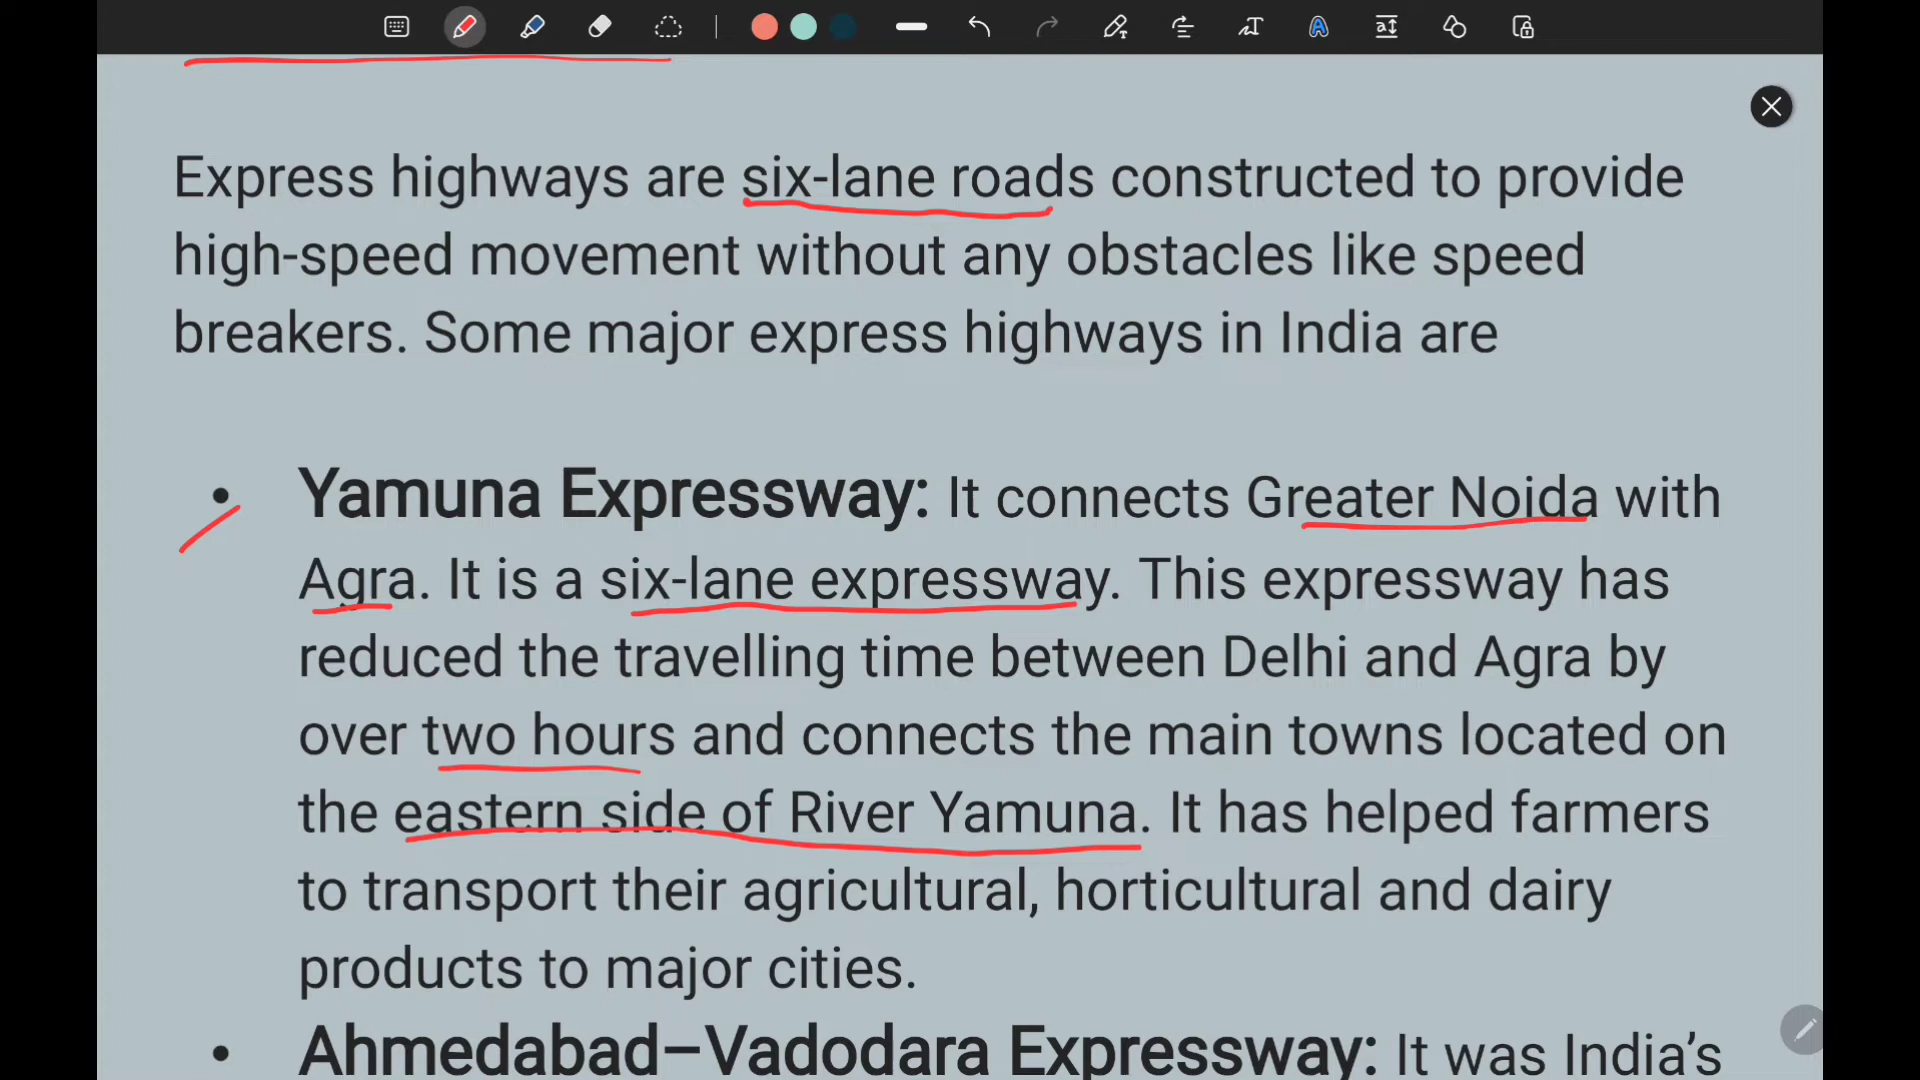 Express highways are six-lane roads constructed to provide
high-speed movement without any obstacles like speed
breakers. Some major express highways in India are
• Yamuna Expressway: It connects Greater Noida with
Agra. It is a six-lane expressway. This expressway has
reduced the travelling time between Delhi and Agra by
over two hours and connects the main towns located on
the eastern side of River Yamuna. It has helped farmers
to transport their agricultural, horticultural and dairy
products to major cities.
• Ahmedabad–Vadodara Expressway: It was India’s